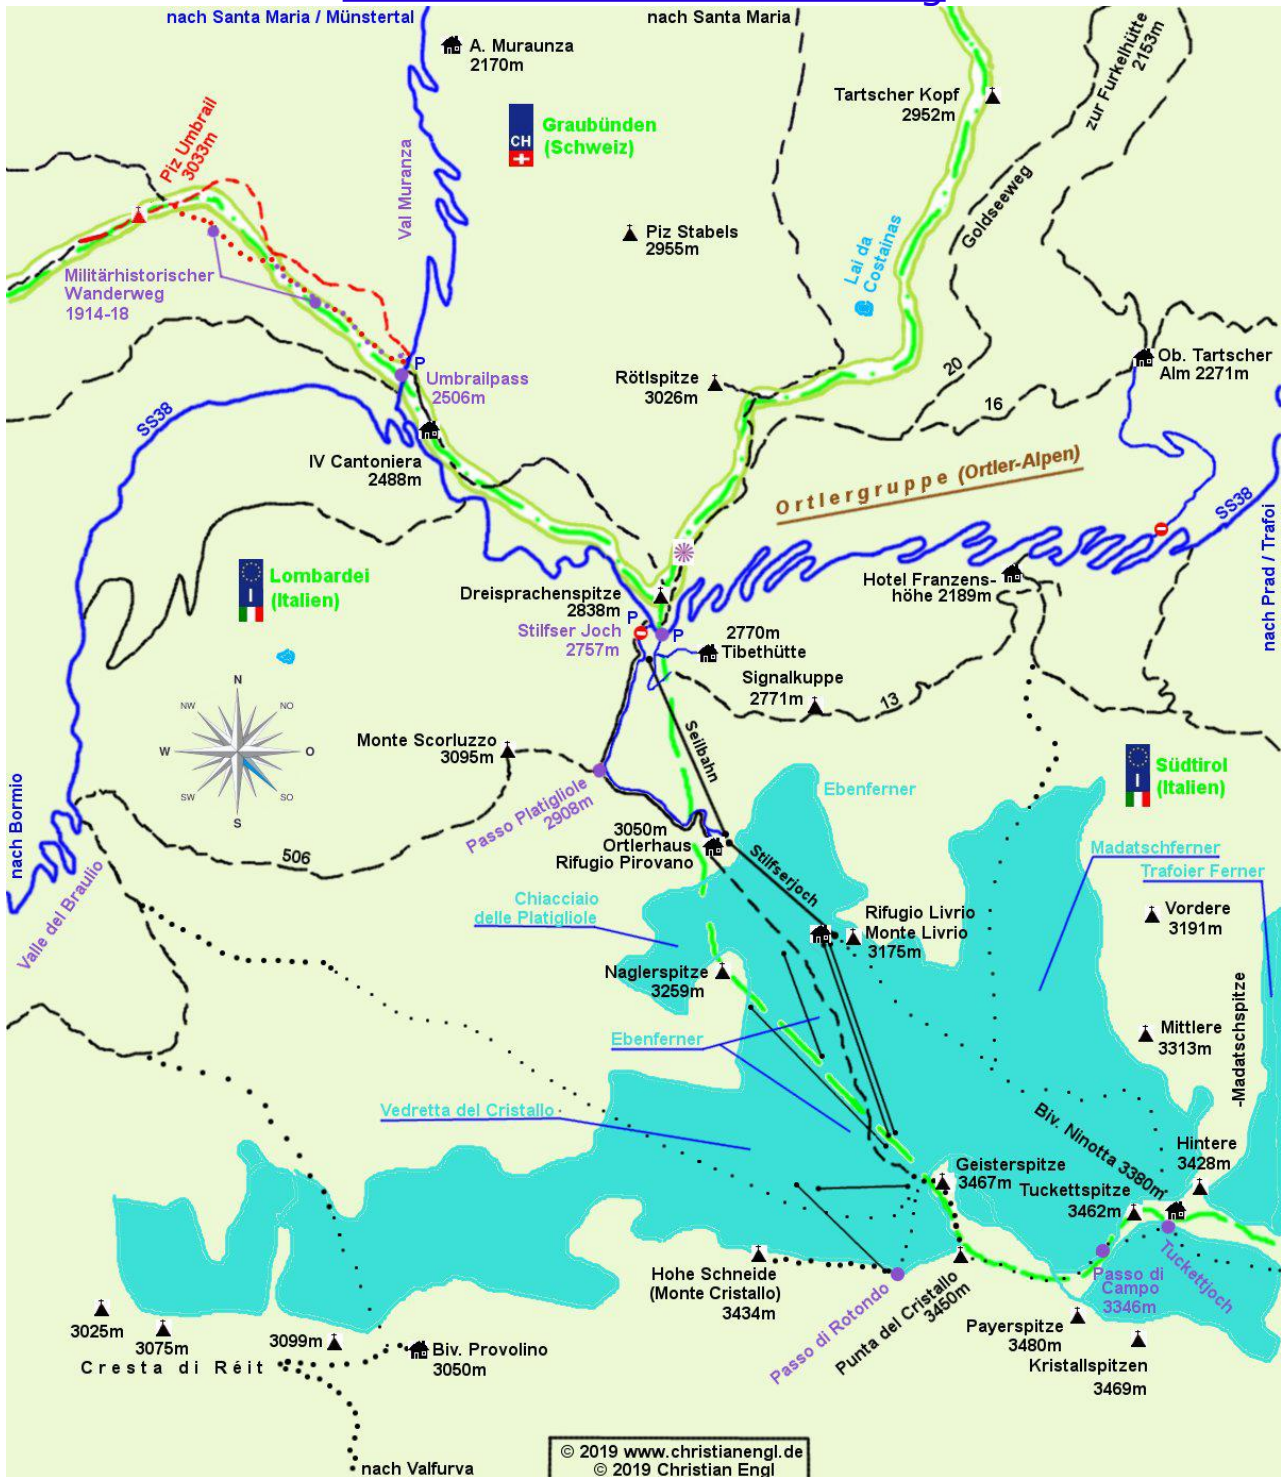 nach Santa Maria / Münstertal
nach Santa Maria
A. Muraunza
2170m
zur Furkelhütte
2153m
Tartscher Kopf
2952m
CH
Graubünden
(Schweiz)
Piz Umbrail
3033m
Val Muranza
Piz Stabels
2955m
Lai da
Costainas
Goldseeweg
Militärhistorischer
Wanderweg
1914-18
P
Umbrailpass
2506m
Rötlspitze
3026m
20
16
Ob. Tartscher
Alm 2271m
SS38
IV Cantoniera
2488m
Ortlergruppe (Ortler-Alpen)
SS38
nach Prad / Trafoi
I
Lombardei
(Italien)
Dreisprachenspitze
2838m
P
P
Stilfser Joch
2757m
2770m
Tibethütte
Hotel Franzens-
höhe 2189m
Signalkuppe
2771m
13
N
NW
NO
W
O
SW
SO
S
Monte Scorluzzo
3095m
Seilbahn
Passo Platigliole
2908m
Ebenferner
I
Südtirol
(Italien)
nach Bormio
506
3050m
Ortlerhaus
Rifugio Pirovano
Stilfserjoch
Madatschferner
Trafoier Ferner
Valle del Braulio
Chiacciaio
delle Platigliole
Rifugio Livrio
Monte Livrio
3175m
Vordere
3191m
Naglerspitze
3259m
-Madatschspitze
Ebenferner
Mittlere
3313m
Vedretta del Cristallo
Biv. Ninotta 3380m
Hintere
3428m
Geisterspitze
3467m
Tuckettspitze
3462m
Tuckettjoch
Hohe Schneide
(Monte Cristallo)
3434m
Passo di Rotondo
Punta del Cristallo
3450m
Passo di
Campo
3346m
Payerspitze
3480m
Kristallspitzen
3469m
3025m
3075m
3099m
Cresta di Réit
Biv. Provolino
3050m
nach Valfurva
© 2019 www.christianengl.de
© 2019 Christian Engl